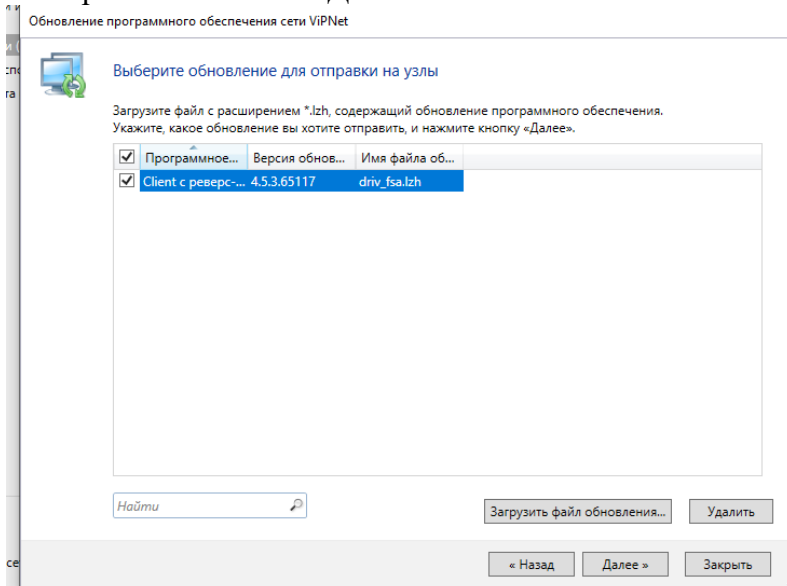 Обновление программного обеспечения сети ViPNet
Выберите обновление для отправки на узлы
Загрузите файл с расширением *.lzh, содержащий обновление программного обеспечения.
Укажите, какое обновление вы хотите отправить, и нажмите кнопку «Далее».
Программное... Версия обнов... Имя файла об...
Client с реверс-... 4.5.3.65117 driv_fsa.lzh
Найти
Загрузить файл обновления... Удалить
« Назад Далее » Закрыть